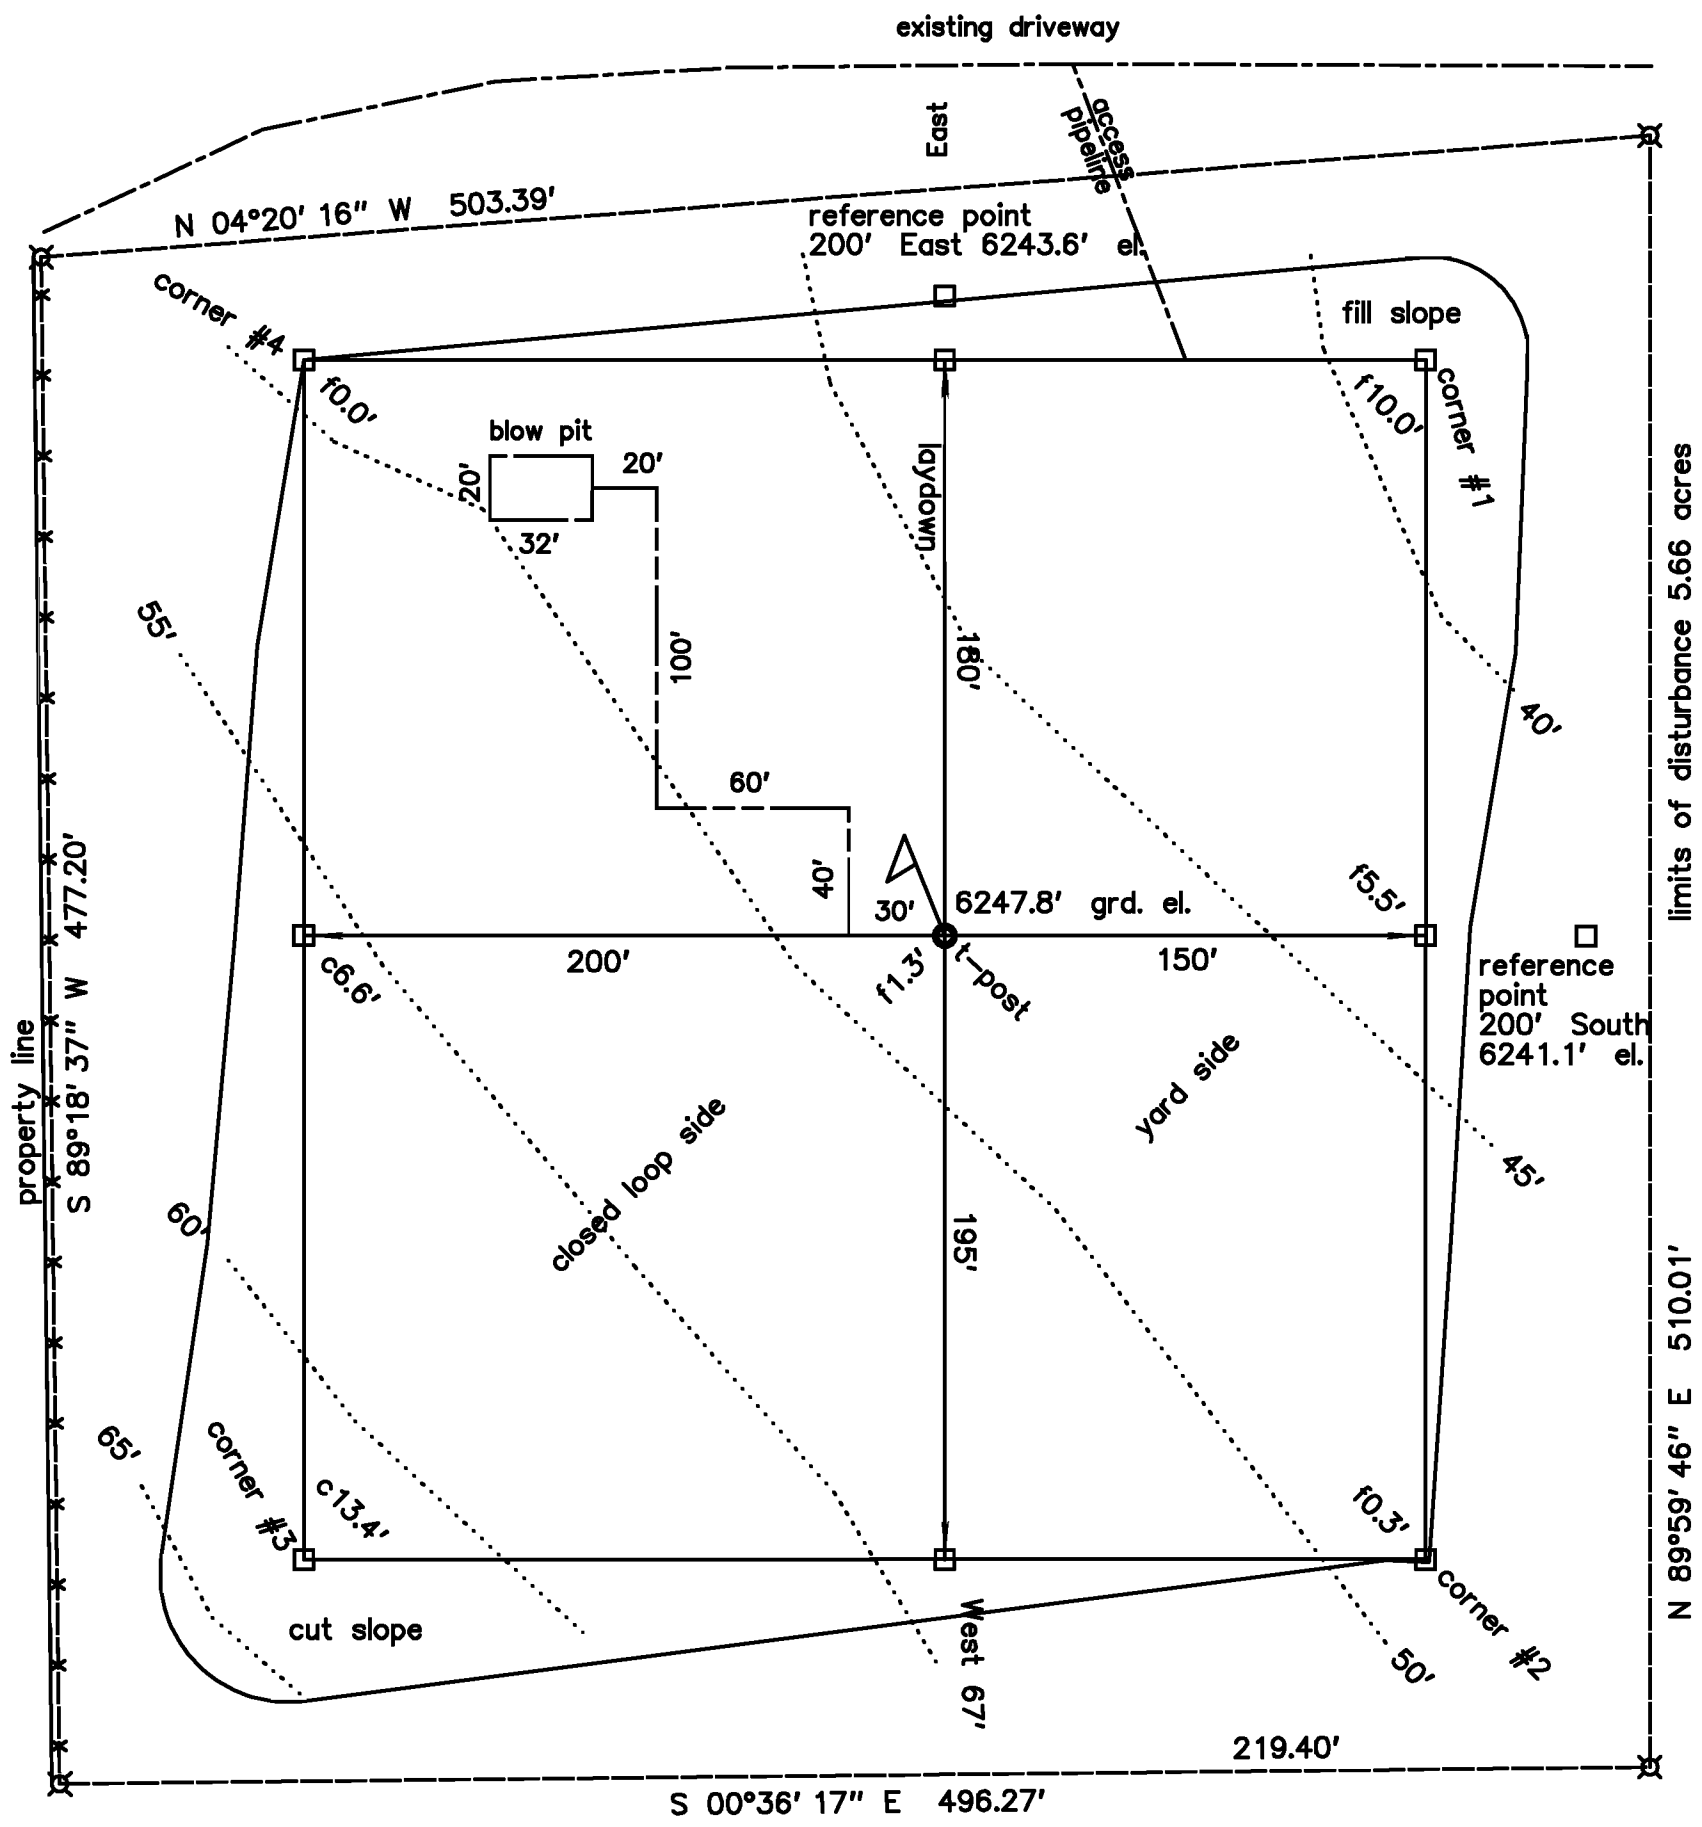 existing driveway
East
access
pipeline
N 04°20' 16" W 503.39'
reference point
200' East 6243.6' el.
corner #4
fill slope
f0.0'
f10.0'
corner #1
blow pit
20'
20'
32'
laydown
limits of disturbance 5.66 acres
55'
100'
180'
40'
60'
40'
30'
6247.8' grd. el.
f5.5'
200'
150'
c6.6'
f1.3'
t-post
reference
point
200' South
6241.1' el.
property line
S 89°18' 37" W 477.20'
yard side
closed loop side
45'
60'
195'
N 89°59' 46" E 510.01'
65'
corner #3
c13.4'
f0.3'
corner #2
cut slope
West 67'
50'
219.40'
S 00°36' 17" E 496.27'